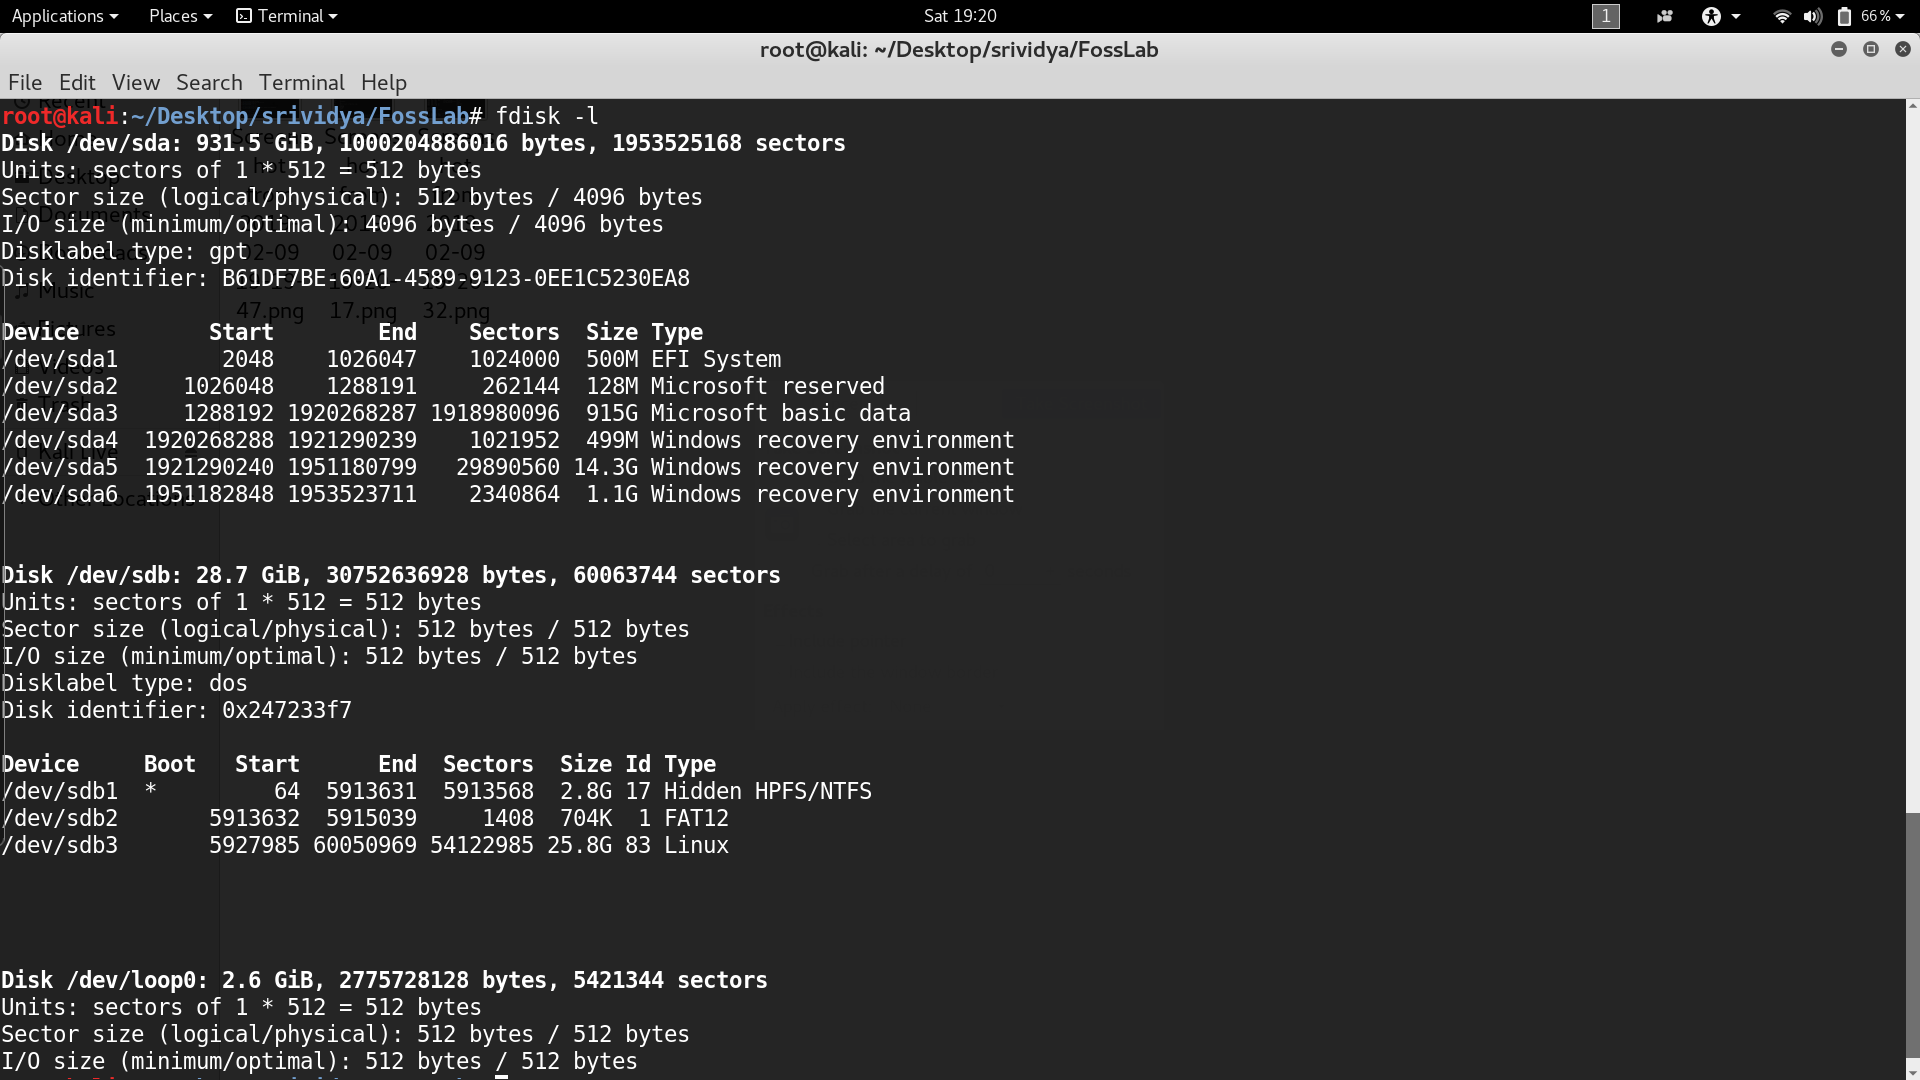 Applications Places Terminal Sat 19:20 1 66%
root@kali: ~/Desktop/srividya/FossLab
File Edit View Search Terminal Help
root@kali:~/Desktop/srividya/FossLab# fdisk -l
Disk /dev/sda: 931.5 GiB, 1000204886016 bytes, 1953525168 sectors
Units: sectors of 1 * 512 = 512 bytes
Sector size (logical/physical): 512 bytes / 4096 bytes
I/O size (minimum/optimal): 4096 bytes / 4096 bytes
Disklabel type: gpt
Disk identifier: B61DF7BE-60A1-4589-9123-0EE1C5230EA8
Device Start End Sectors Size Type
/dev/sda1 2048 1026047 1024000 500M EFI System
/dev/sda2 1026048 1288191 262144 128M Microsoft reserved
/dev/sda3 1288192 1920268287 1918980096 915G Microsoft basic data
/dev/sda4 1920268288 1921290239 1021952 499M Windows recovery environment
/dev/sda5 1921290240 1951180799 29890560 14.3G Windows recovery environment
/dev/sda6 1951182848 1953523711 2340864 1.1G Windows recovery environment
Disk /dev/sdb: 28.7 GiB, 30752636928 bytes, 60063744 sectors
Units: sectors of 1 * 512 = 512 bytes
Sector size (logical/physical): 512 bytes / 512 bytes
I/O size (minimum/optimal): 512 bytes / 512 bytes
Disklabel type: dos
Disk identifier: 0x247233f7
Device Boot Start End Sectors Size Id Type
/dev/sdb1 * 64 5913631 5913568 2.8G 17 Hidden HPFS/NTFS
/dev/sdb2 5913632 5915039 1408 704K 1 FAT12
/dev/sdb3 5927985 60050969 54122985 25.8G 83 Linux
Disk /dev/loop0: 2.6 GiB, 2775728128 bytes, 5421344 sectors
Units: sectors of 1 * 512 = 512 bytes
Sector size (logical/physical): 512 bytes / 512 bytes
I/O size (minimum/optimal): 512 bytes / 512 bytes